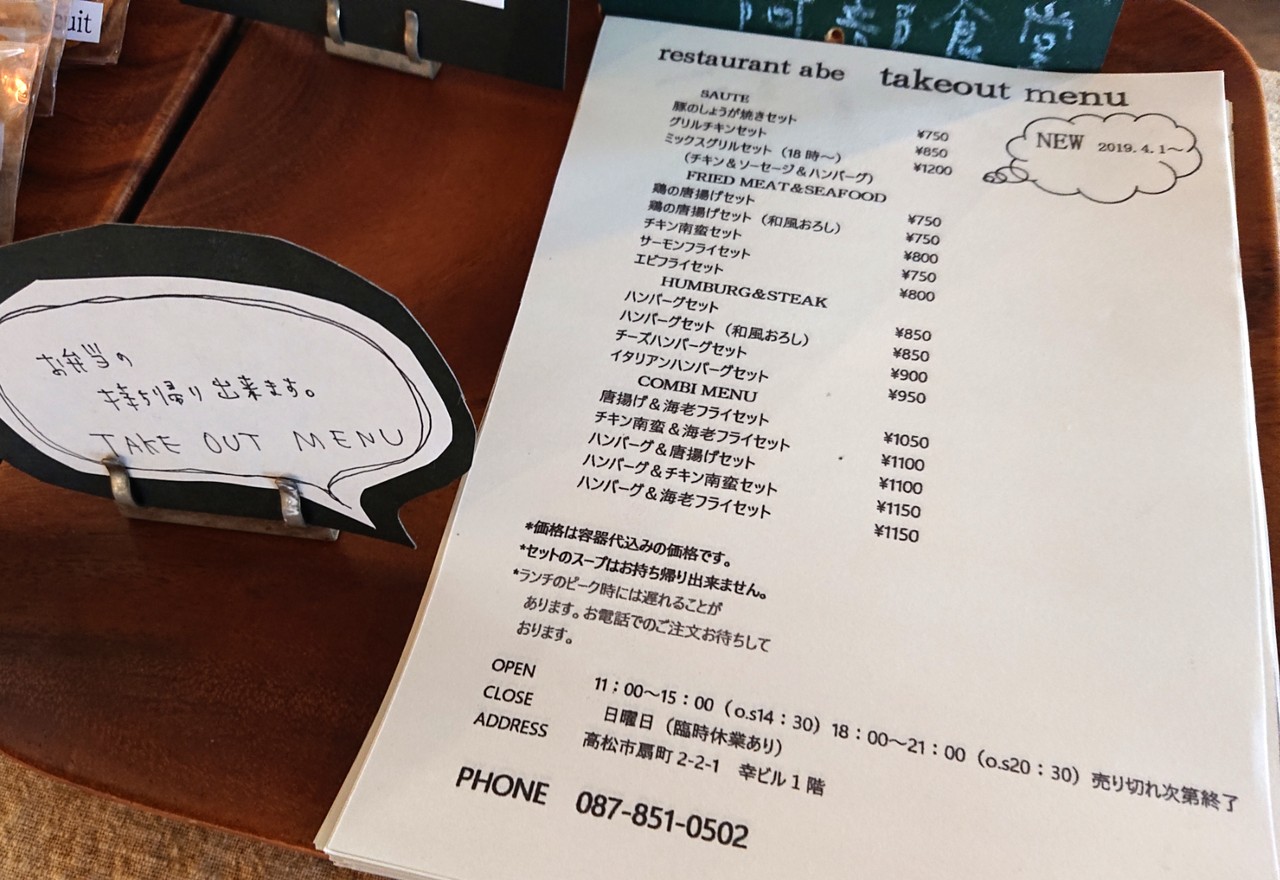 uit
食堂
お弁当の
持ち帰り出来ます。
TAKE OUT MENU
restaurant abe takeout menu
NEW 2019.4.1～
SAUTE
豚のしょうが焼きセット ¥750
グリルチキンセット ¥850
ミックスグリルセット（18時～） ¥1200
（チキン＆ソーセージ＆ハンバーグ）
FRIED MEAT&SEAFOOD
鶏の唐揚げセット ¥750
鶏の唐揚げセット（和風おろし） ¥750
チキン南蛮セット ¥800
サーモンフライセット ¥750
エビフライセット ¥800
HUMBURG&STEAK
ハンバーグセット ¥850
ハンバーグセット（和風おろし） ¥850
チーズハンバーグセット ¥900
イタリアンハンバーグセット ¥950
COMBI MENU
唐揚げ＆海老フライセット ¥1050
チキン南蛮＆海老フライセット ¥1100
ハンバーグ＆唐揚げセット ¥1100
ハンバーグ＆チキン南蛮セット ¥1150
ハンバーグ＆海老フライセット ¥1150
*価格は容器代込みの価格です。
*セットのスープはお持ち帰り出来ません。
*ランチのピーク時には遅れることが
あります。お電話でのご注文お待ちして
おります。
OPEN 11；00～15：00（o.s14：30）18：00～21：00（o.s20：30）売り切れ次第終了
CLOSE 日曜日（臨時休業あり）
ADDRESS 高松市扇町2-2-1 幸ビル1階
PHONE 087-851-0502